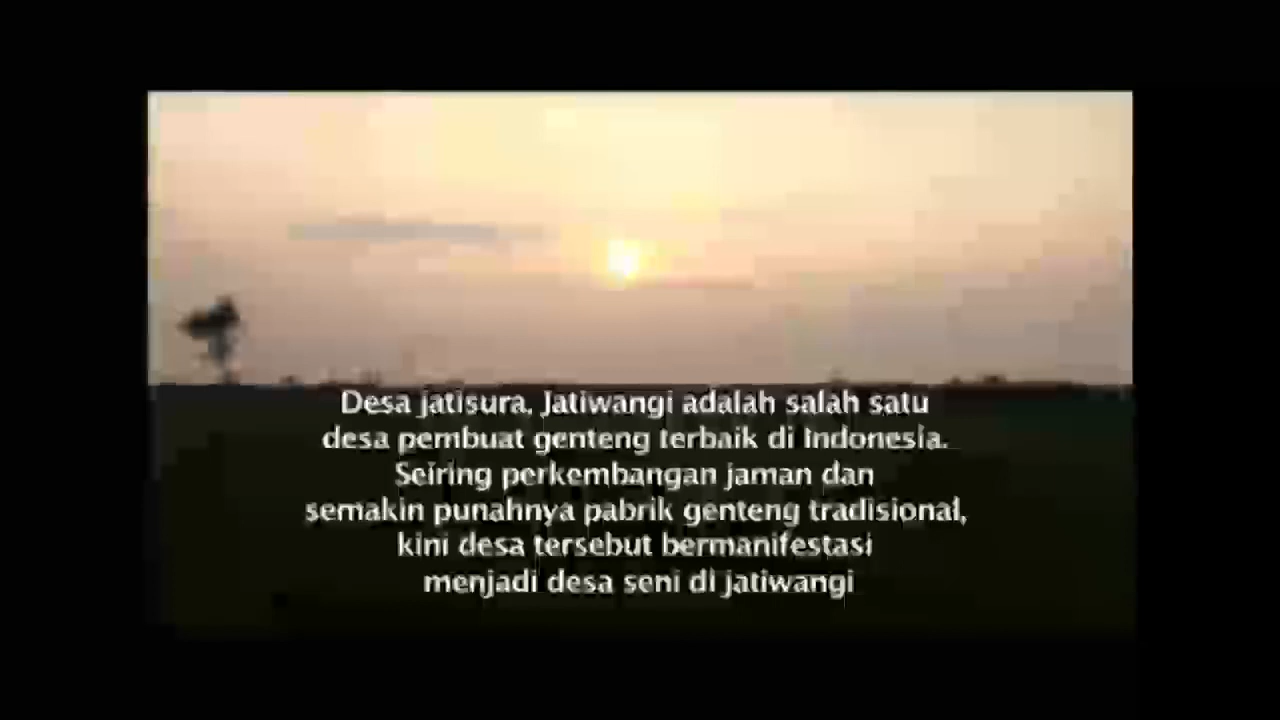 Desa jatisura, Jatiwangi adalah salah satu
desa pembuat genteng terbaik di Indonesia.
Seiring perkembangan jaman dan
semakin punahnya pabrik genteng tradisional,
kini desa tersebut bermanifestasi
menjadi desa seni di jatiwangi